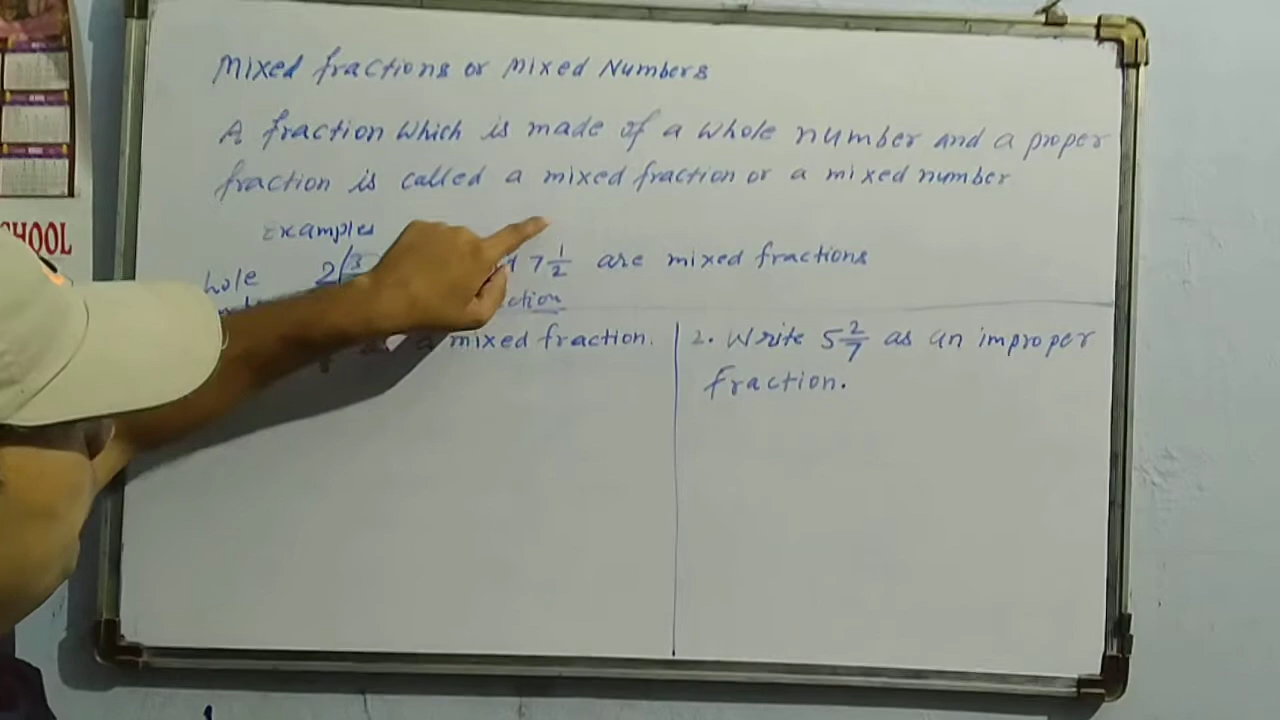 Mixed fractions or Mixed Numbers
A fraction which is made of a whole number and a proper
fraction is called a mixed fraction or a mixed number
Examples
2 3 7 1/2 are mixed fractions
a mixed fraction.
2. Write 5 2/7 as an improper
fraction.